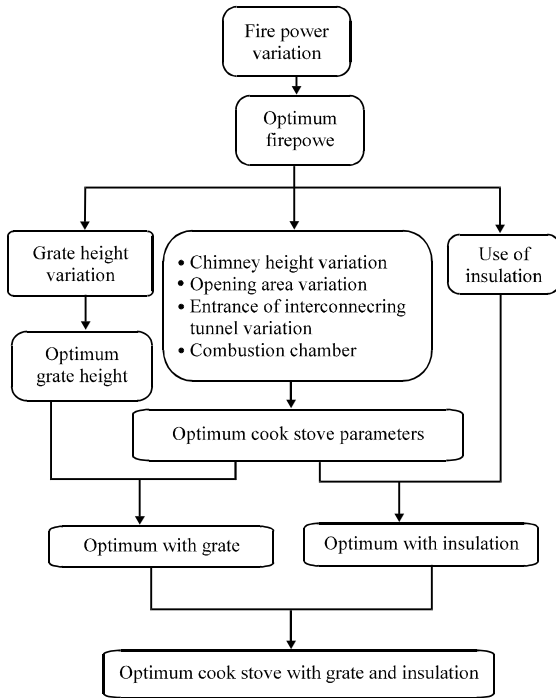 Fire power
variation
Optimum
firepowe
Grate height
variation
• Chimney height variation
• Opening area variation
• Entrance of interconnecring
tunnel variation
• Combustion chamber
Use of
insulation
Optimum
grate height
Optimum cook stove parameters
Optimum with grate
Optimum with insulation
Optimum cook stove with grate and insulation